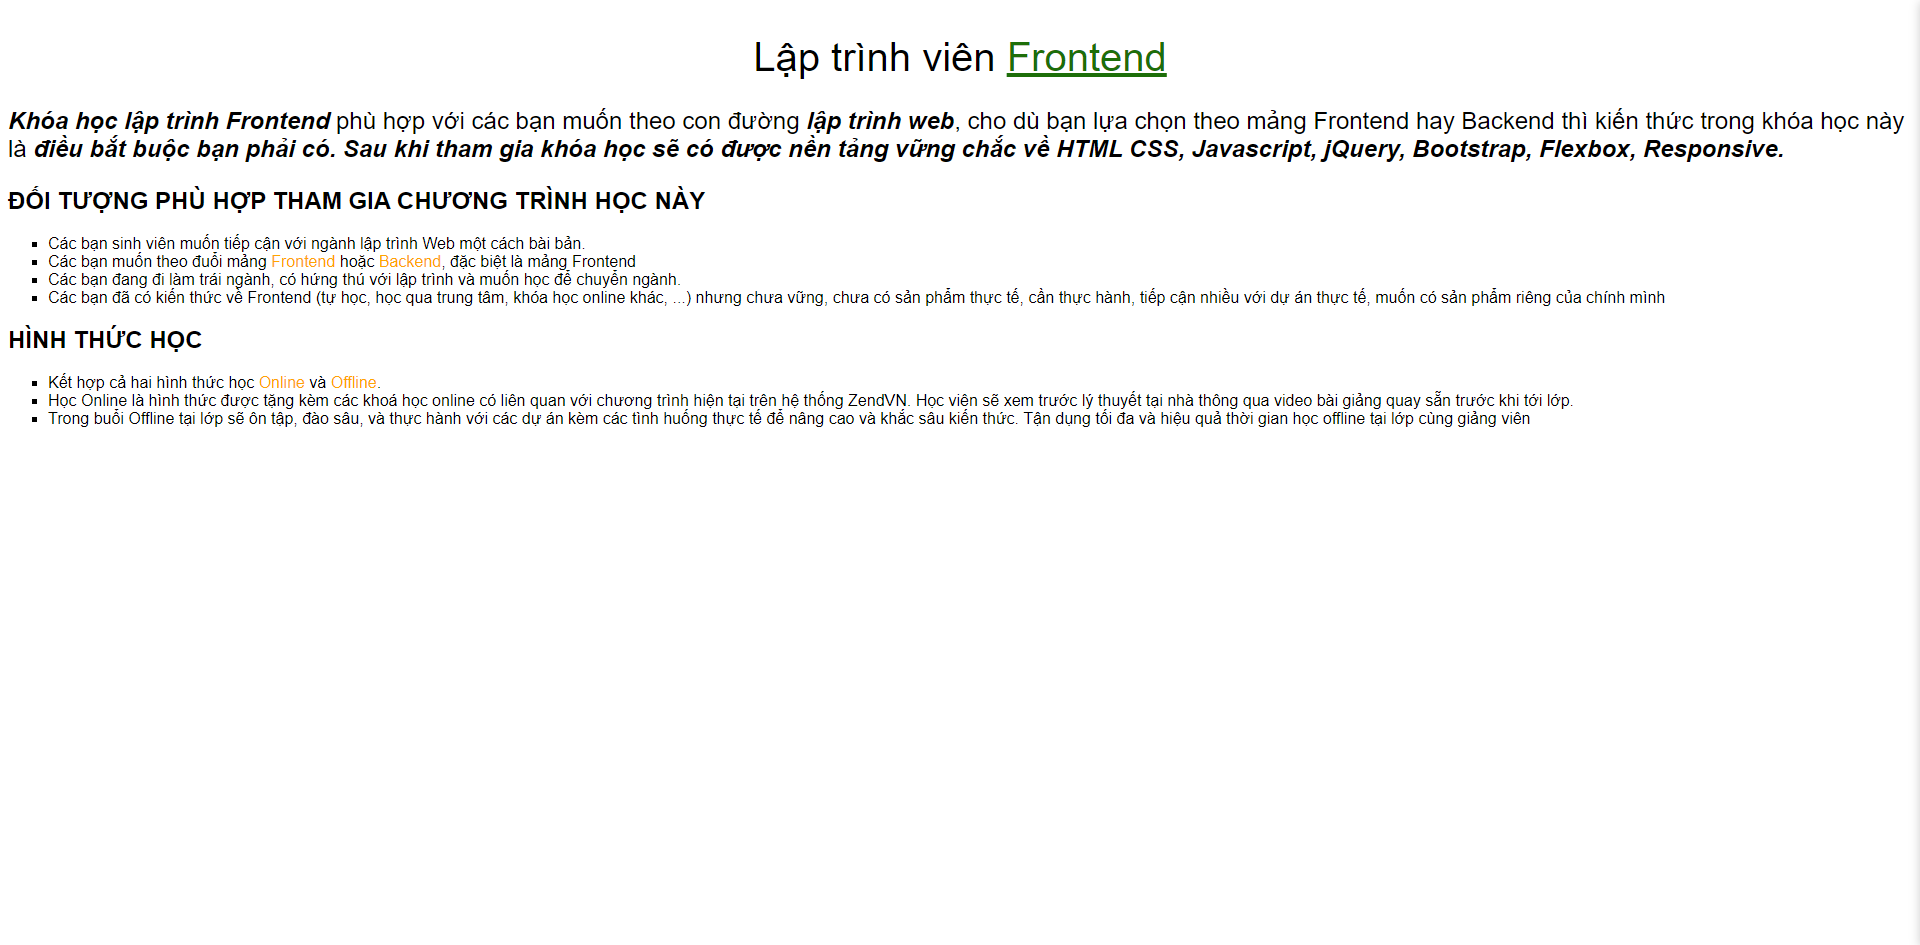 Lập trình viên Frontend
Khóa học lập trình Frontend phù hợp với các bạn muốn theo con đường lập trình web, cho dù bạn lựa chọn theo mảng Frontend hay Backend thì kiến thức trong khóa học này
là điều bắt buộc bạn phải có. Sau khi tham gia khóa học sẽ có được nền tảng vững chắc về HTML CSS, Javascript, jQuery, Bootstrap, Flexbox, Responsive.
ĐỐI TƯỢNG PHÙ HỢP THAM GIA CHƯƠNG TRÌNH HỌC NÀY
Các bạn sinh viên muốn tiếp cận với ngành lập trình Web một cách bài bản.
Các bạn muốn theo đuổi mảng Frontend hoặc Backend, đặc biệt là mảng Frontend
Các bạn đang đi làm trái ngành, có hứng thú với lập trình và muốn học để chuyển ngành.
Các bạn đã có kiến thức về Frontend (tự học, học qua trung tâm, khóa học online khác, ...) nhưng chưa vững, chưa có sản phẩm thực tế, cần thực hành, tiếp cận nhiều với dự án thực tế, muốn có sản phẩm riêng của chính mình
HÌNH THỨC HỌC
Kết hợp cả hai hình thức học Online và Offline.
Học Online là hình thức được tặng kèm các khoá học online có liên quan với chương trình hiện tại trên hệ thống ZendVN. Học viên sẽ xem trước lý thuyết tại nhà thông qua video bài giảng quay sẵn trước khi tới lớp.
Trong buổi Offline tại lớp sẽ ôn tập, đào sâu, và thực hành với các dự án kèm các tình huống thực tế để nâng cao và khắc sâu kiến thức. Tận dụng tối đa và hiệu quả thời gian học offline tại lớp cùng giảng viên